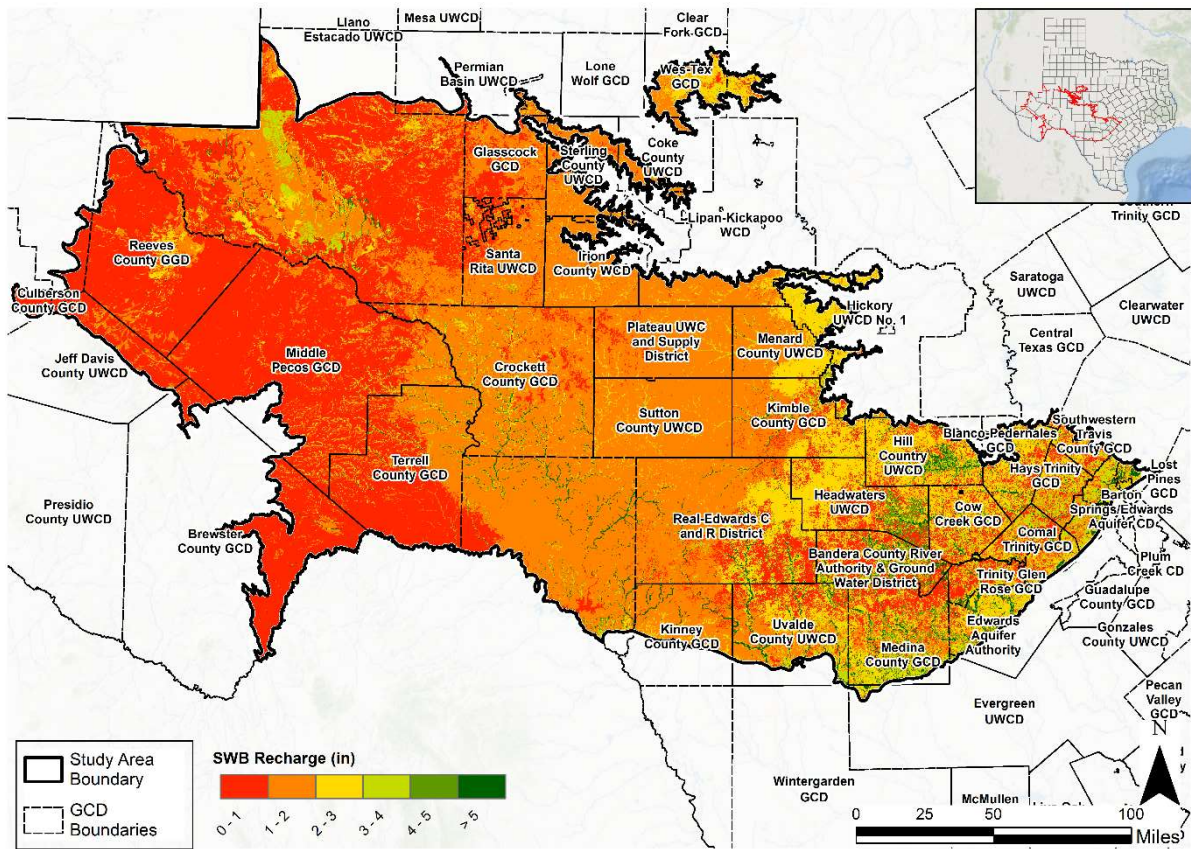 Llano
Estacado UWCD
Mesa UWCD
Clear
Fork GCD
Permian
Basin UWCD
Lone
Wolf GCD
Wes-Tex
GCD
Glasscock
GCD
Sterling
County
UWCD
Coke
County
UWCD
Lipan-Kickapoo
WCD
Trinity GCD
Reeves
County GGD
Santa
Rita UWCD
Irion
County WCD
Saratoga
UWCD
Culberson
County GCD
Hickory
UWCD No. 1
Clearwater
UWCD
Plateau UWC
and Supply
District
Menard
County UWCD
Central
Texas GCD
Jeff Davis
County UWCD
Middle
Pecos GCD
Crockett
County GCD
Sutton
County UWCD
Kimble
County GCD
Terrell
County GCD
Hill
Country
UWCD
Blanco-Pedernales
GCD
Southwestern
Travis
County GCD
Hays Trinity
GCD
Lost
Pines
GCD
Presidio
County UWCD
Headwaters
UWCD
Cow
Creek GCD
Barton
Springs/Edwards
Aquifer CD
Brewster
County GCD
Real-Edwards C
and R District
Comal
Trinity GCD
Bandera County River
Authority & Ground
Water District
Plum
Creek CD
Trinity Glen
Rose GCD
Guadalupe
County GCD
Gonzales
County UWCD
Kinney
County GCD
Uvalde
County UWCD
Medina
County GCD
Edwards
Aquifer
Authority
Pecan
Valley
GCD
Evergreen
UWCD
Wintergarden
GCD
McMullen
N
Study Area
Boundary
GCD
Boundaries
SWB Recharge (in)
0 - 1
1 - 2
2 - 3
3 - 4
4 - 5
> 5
0 25 50 100
Miles